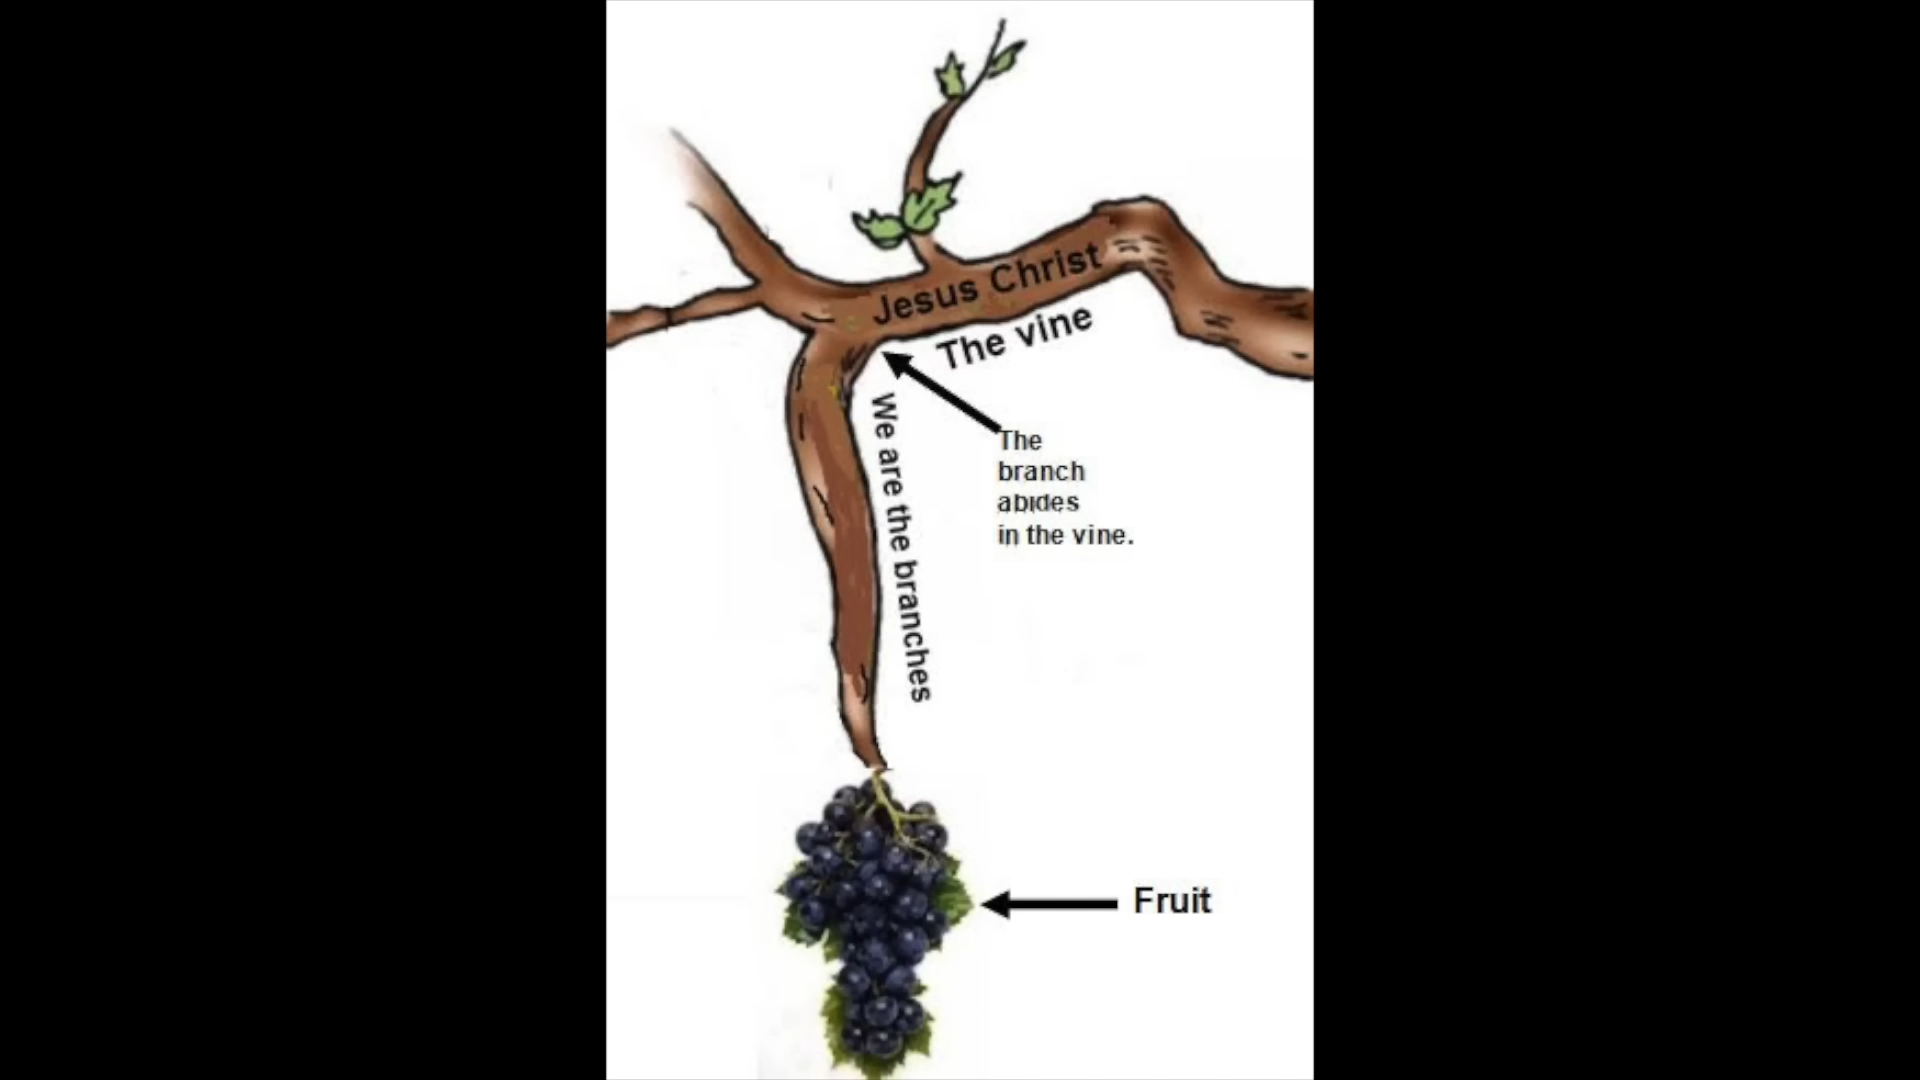 Jesus Christ
The vine
We are the branches
The
branch
abides
in the vine.
Fruit